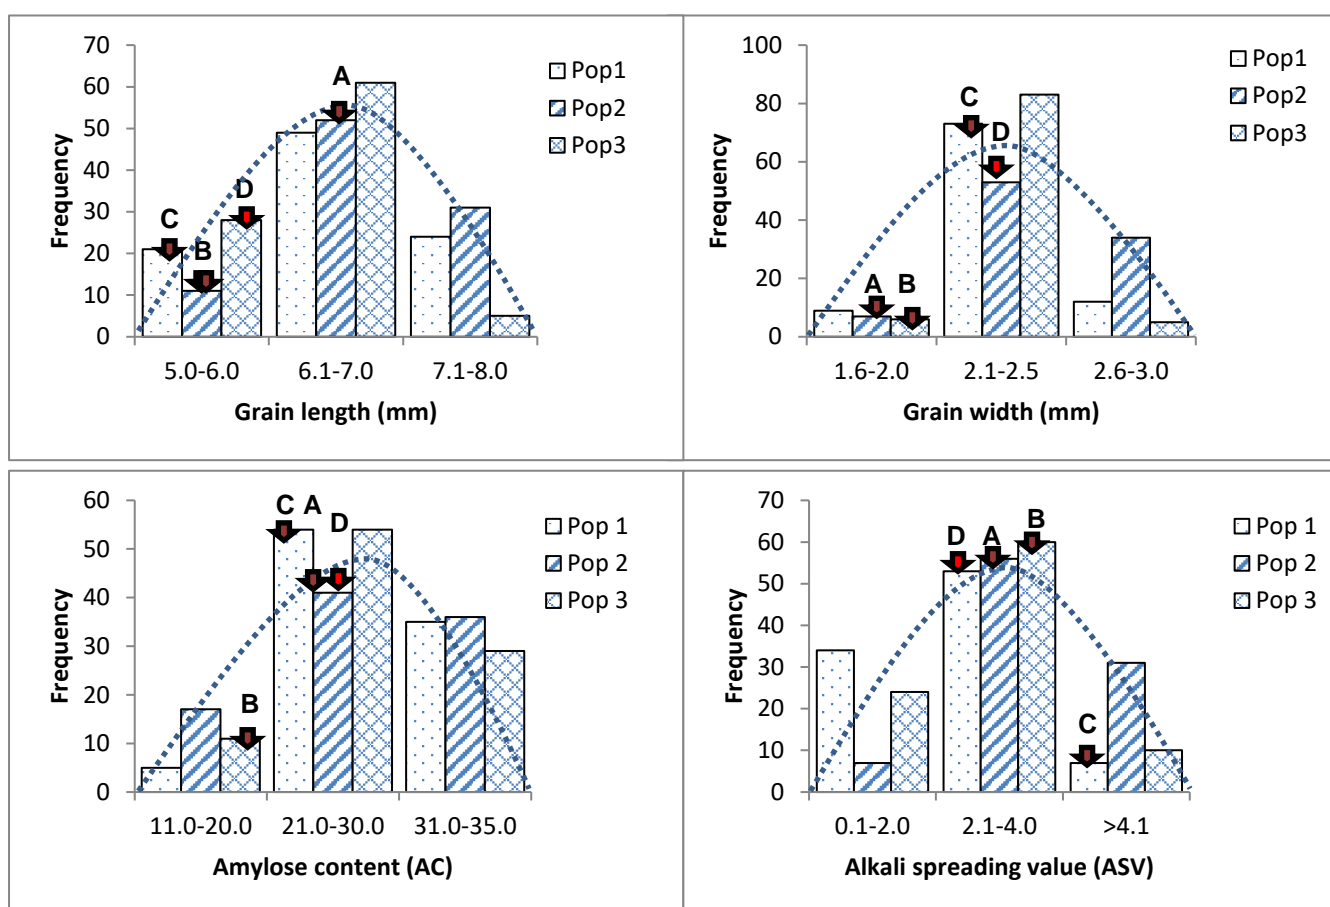 70
60
50
40
30
20
10
0
Frequency
A
C
B
D
Pop1
Pop2
Pop3
5.0-6.0 6.1-7.0 7.1-8.0
Grain length (mm)
100
80
60
40
20
0
Frequency
C
D
A B
Pop1
Pop2
Pop3
1.6-2.0 2.1-2.5 2.6-3.0
Grain width (mm)
60
50
40
30
20
10
0
Frequency
C A
D
B
Pop 1
Pop 2
Pop 3
11.0-20.0 21.0-30.0 31.0-35.0
Amylose content (AC)
70
60
50
40
30
20
10
0
Frequency
D A B
C
Pop 1
Pop 2
Pop 3
0.1-2.0 2.1-4.0 >4.1
Alkali spreading value (ASV)